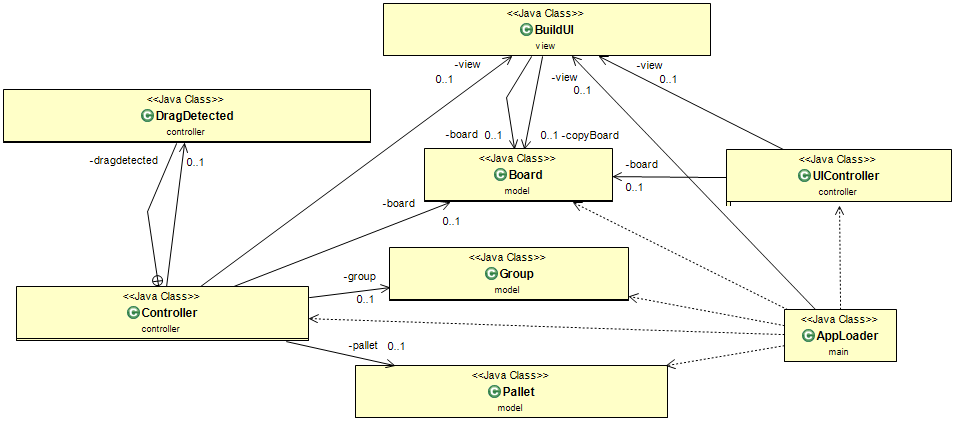 <<Java Class>>
BuildUI
view
-view
0..1
-view
0..1
-view
0..1
<<Java Class>>
DragDetected
controller
-dragdetected
0..1
-board 0..1
0..1 -copyBoard
<<Java Class>>
Board
model
-board
0..1
<<Java Class>>
UIController
controller
-board
0..1
<<Java Class>>
Group
model
-group
0..1
<<Java Class>>
Controller
controller
<<Java Class>>
AppLoader
main
-pallet 0..1
<<Java Class>>
Pallet
model